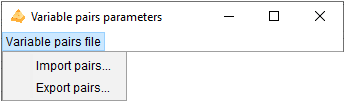 Variable pairs parameters
Variable pairs file
Import pairs...
Export pairs...